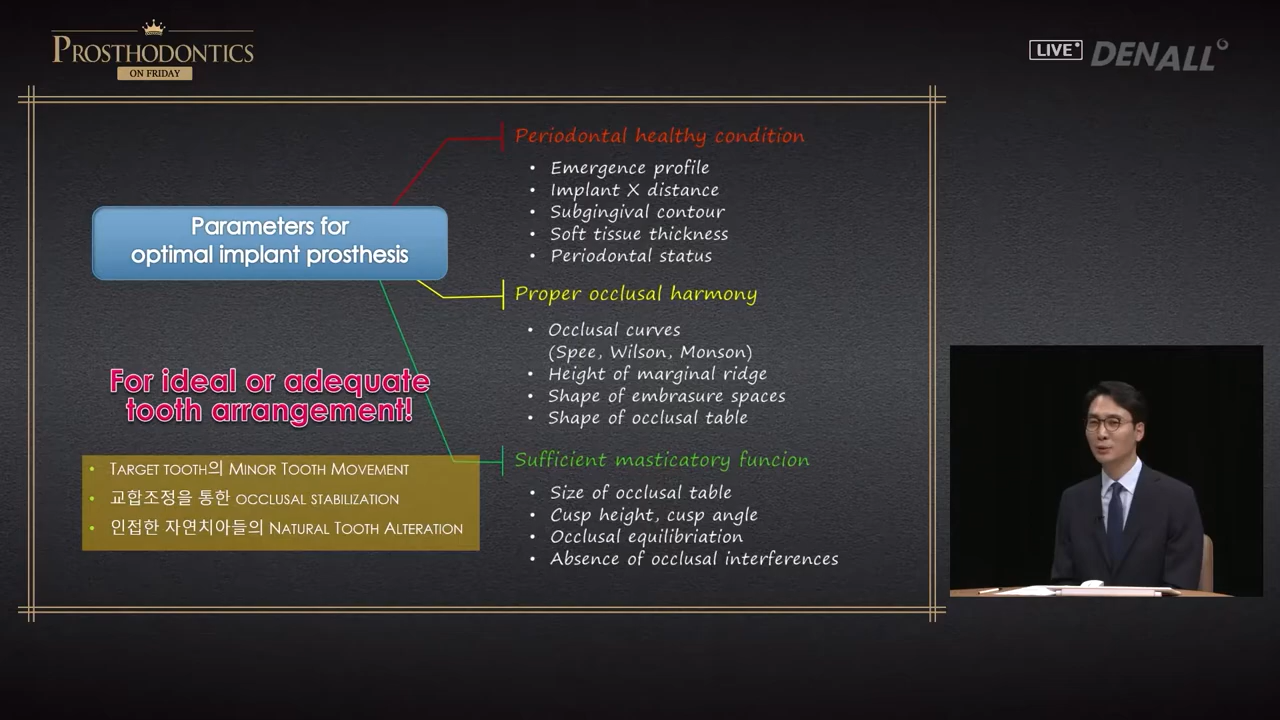 PROSTHODONTICS
ON FRIDAY
LIVE
DENALL
Parameters for
optimal implant prosthesis
For ideal or adequate
tooth arrangement!
• TARGET TOOTH의 MINOR TOOTH MOVEMENT
• 교합조정을 통한 OCCLUSAL STABILIZATION
• 인접한 자연치아들의 NATURAL TOOTH ALTERATION
Periodontal healthy condition
• Emergence profile
• Implant X distance
• Subgingival contour
• Soft tissue thickness
• Periodontal status
Proper occlusal harmony
• Occlusal curves
(Spee, Wilson, Monson)
• Height of marginal ridge
• Shape of embrasure spaces
• Shape of occlusal table
Sufficient masticatory funcion
• Size of occlusal table
• Cusp height, cusp angle
• Occlusal equilibriation
• Absence of occlusal interferences